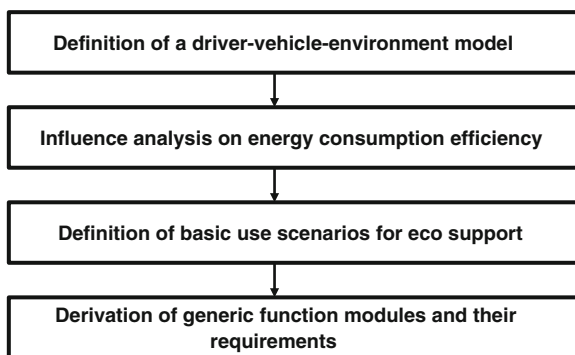 Definition of a driver-vehicle-environment model
Influence analysis on energy consumption efficiency
Definition of basic use scenarios for eco support
Derivation of generic function modules and their
requirements